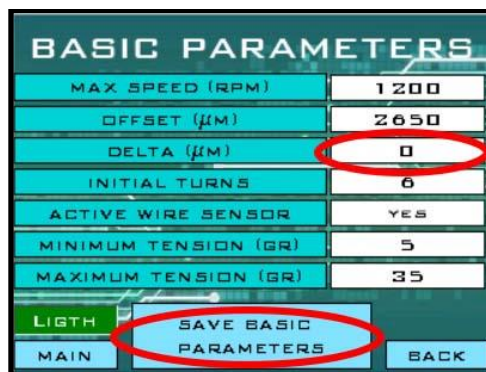 BASIC PARAMETERS
MAX SPEED (RPM) 1200
OFFSET (µM) 2650
DELTA (µM) 0
INITIAL TURNS 6
ACTIVE WIRE SENSOR YES
MINIMUM TENSION (GR) 5
MAXIMUM TENSION (GR) 35
LIGTH
SAVE BASIC
PARAMETERS
MAIN
BACK